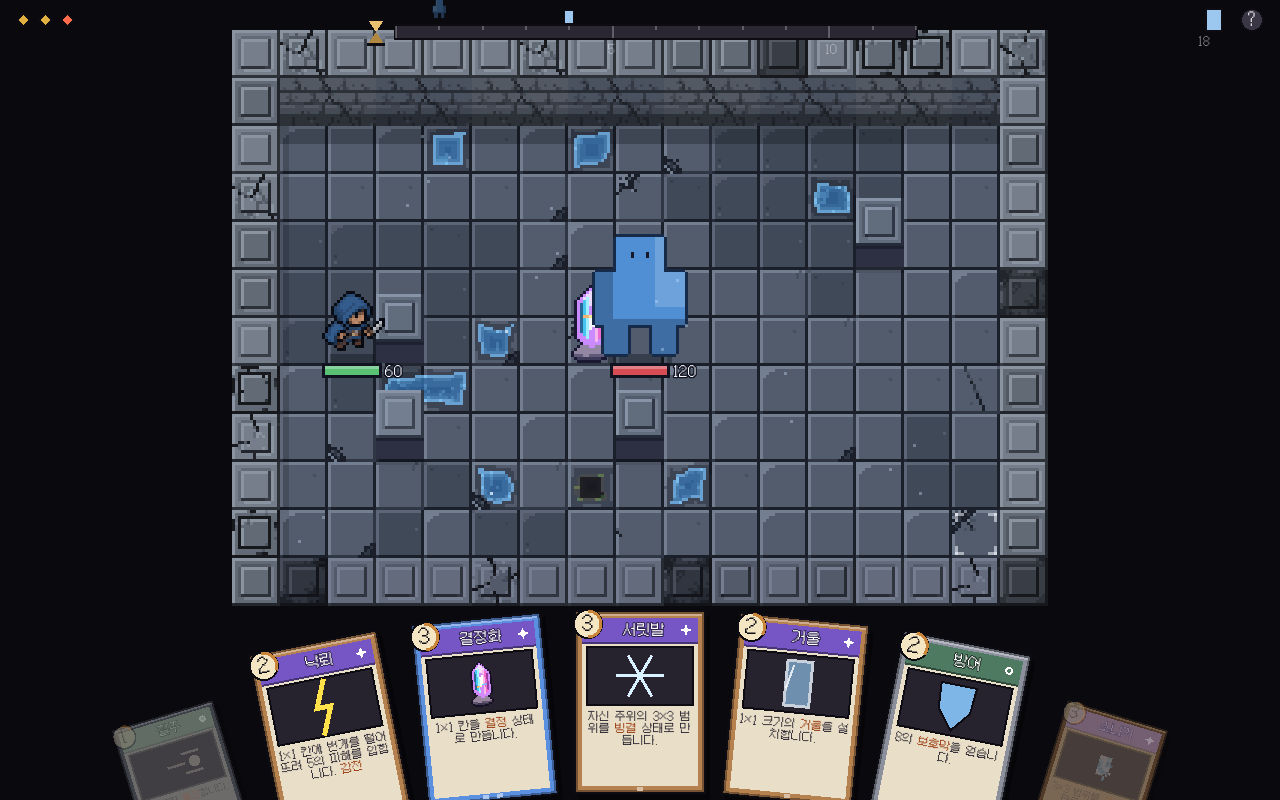 ?
18
5
10
60
120
2
낙뢰
1×1 칸에 번개를 떨어
뜨려 5의 피해를 입힙
니다. 감전
3
결정화
1×1 칸을 결정 상태
로 만듭니다.
3
서릿발
자신 주위의 3×3 범
위를 빙결 상태로 만
듭니다.
2
거울
1×1 크기의 거울을 설
치합니다.
2
방어
8의 보호막을 얻습니
다.
1
3